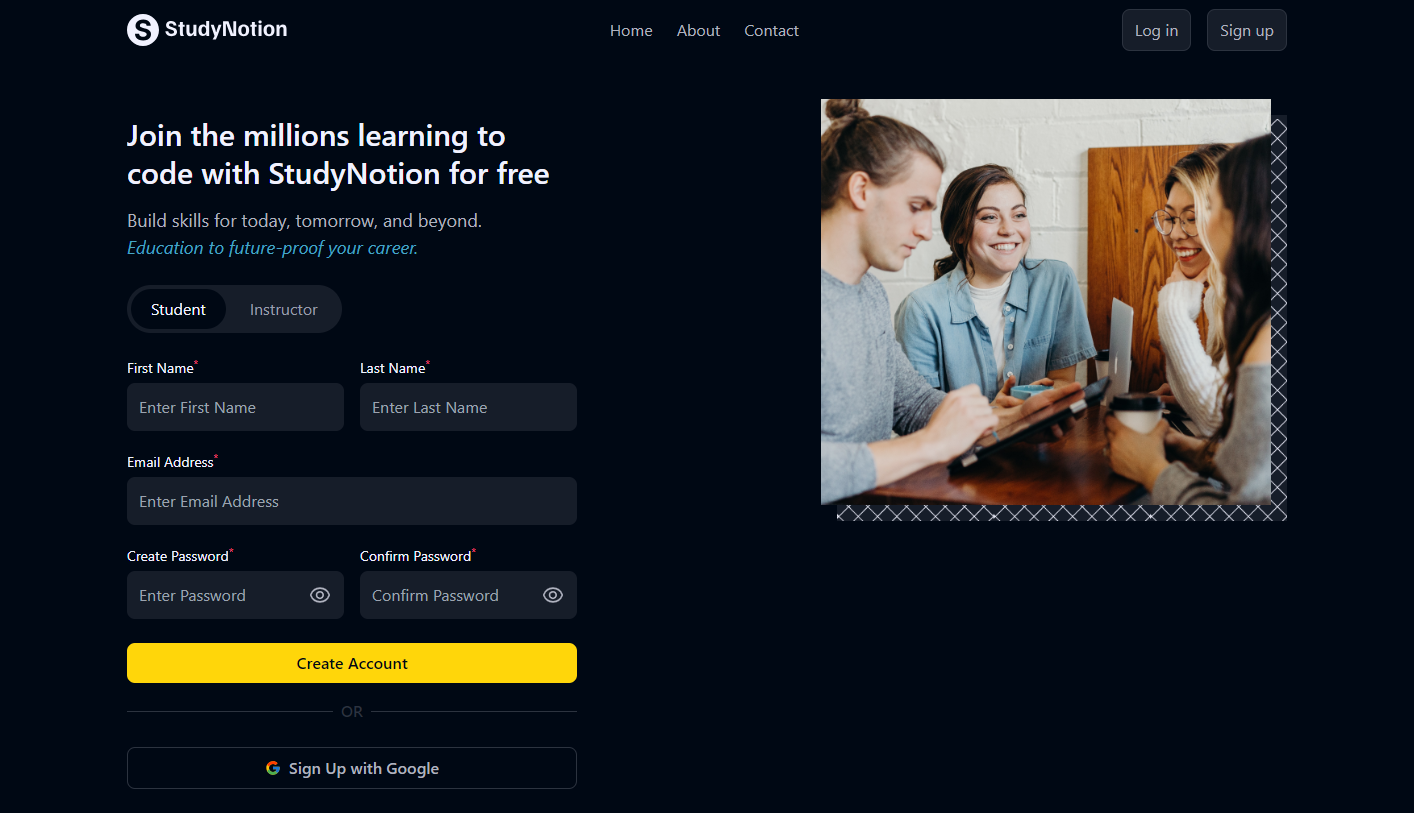 StudyNotion
Home About Contact
Log in Sign up
Join the millions learning to
code with StudyNotion for free
Build skills for today, tomorrow, and beyond.
Education to future-proof your career.
Student Instructor
First Name* Last Name*
Enter First Name Enter Last Name
Email Address*
Enter Email Address
Create Password* Confirm Password*
Enter Password Confirm Password
Create Account
OR
Sign Up with Google